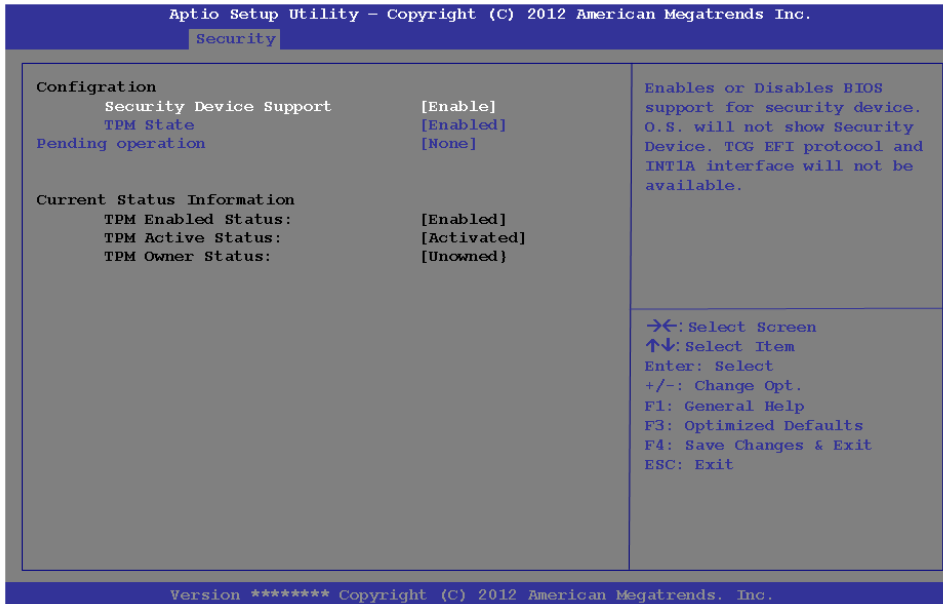 Aptio Setup Utility – Copyright (C) 2012 American Megatrends Inc.
Security
Configration
Security Device Support [Enable]
TPM State [Enabled]
Pending operation [None]
Current Status Information
TPM Enabled Status: [Enabled]
TPM Active Status: [Activated]
TPM Owner Status: [Unowned}
Enables or Disables BIOS
support for security device.
O.S. will not show Security
Device. TCG EFI protocol and
INT1A interface will not be
available.
→←: Select Screen
↑↓: Select Item
Enter: Select
+/-: Change Opt.
F1: General Help
F3: Optimized Defaults
F4: Save Changes & Exit
ESC: Exit
Version ******** Copyright (C) 2012 American Megatrends. Inc.